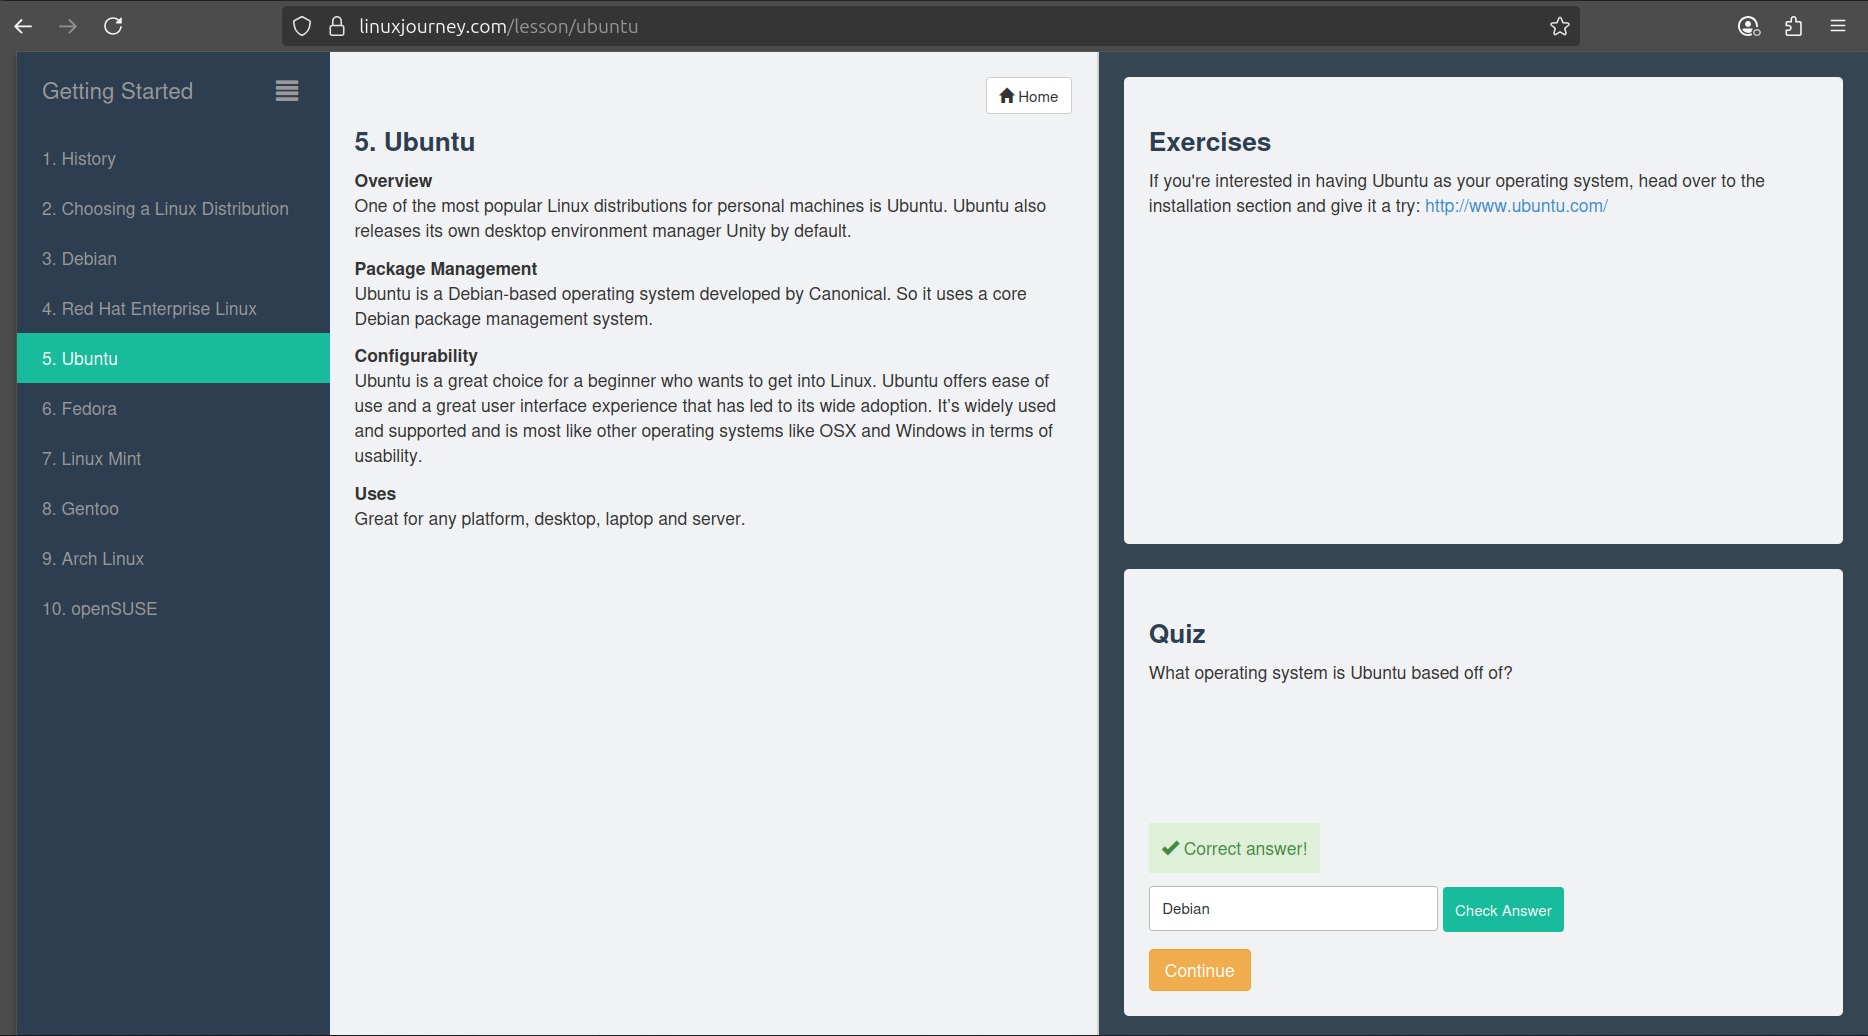 linuxjourney.com/lesson/ubuntu
Getting Started
1. History
2. Choosing a Linux Distribution
3. Debian
4. Red Hat Enterprise Linux
5. Ubuntu
6. Fedora
7. Linux Mint
8. Gentoo
9. Arch Linux
10. openSUSE
Home
5. Ubuntu
Overview
One of the most popular Linux distributions for personal machines is Ubuntu. Ubuntu also
releases its own desktop environment manager Unity by default.
Package Management
Ubuntu is a Debian-based operating system developed by Canonical. So it uses a core
Debian package management system.
Configurability
Ubuntu is a great choice for a beginner who wants to get into Linux. Ubuntu offers ease of
use and a great user interface experience that has led to its wide adoption. It’s widely used
and supported and is most like other operating systems like OSX and Windows in terms of
usability.
Uses
Great for any platform, desktop, laptop and server.
Exercises
If you're interested in having Ubuntu as your operating system, head over to the
installation section and give it a try: http://www.ubuntu.com/
Quiz
What operating system is Ubuntu based off of?
Correct answer!
Debian
Check Answer
Continue